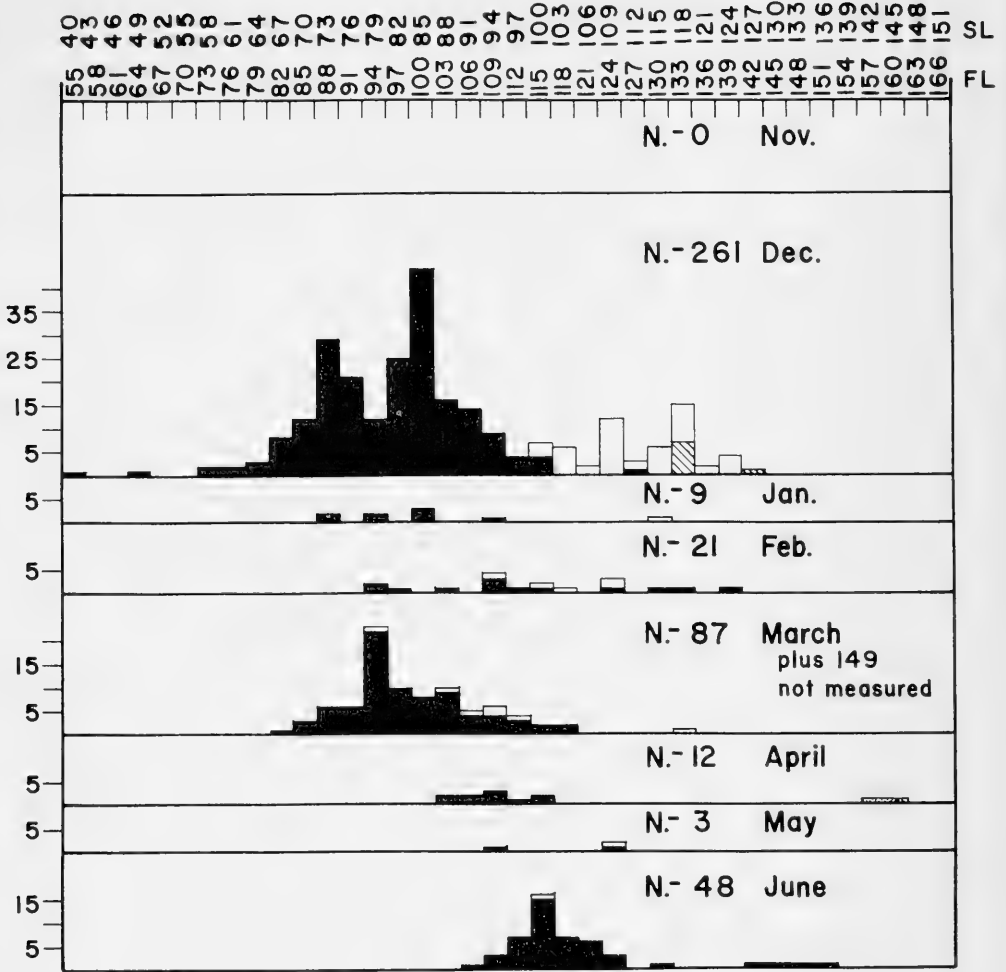 40 43 46 49 52 55 58 61 64 67 70 73 76 79 82 85 88 91 94 97 100 103 106 109 112 115 118 121 124 127 130 133 136 139 142 145 148 151 SL
55 58 61 64 67 70 73 76 79 82 85 88 91 94 97 100 103 106 109 112 115 118 121 124 127 130 133 136 139 142 145 148 151 154 157 160 163 166 FL
N.-0 Nov.
N.-261 Dec.
35
25
15
5
N.-9 Jan.
5
N.-21 Feb.
5
N.-87 March
plus 149
not measured
15
5
N.-12 April
5
N.-3 May
5
N.-48 June
15
5